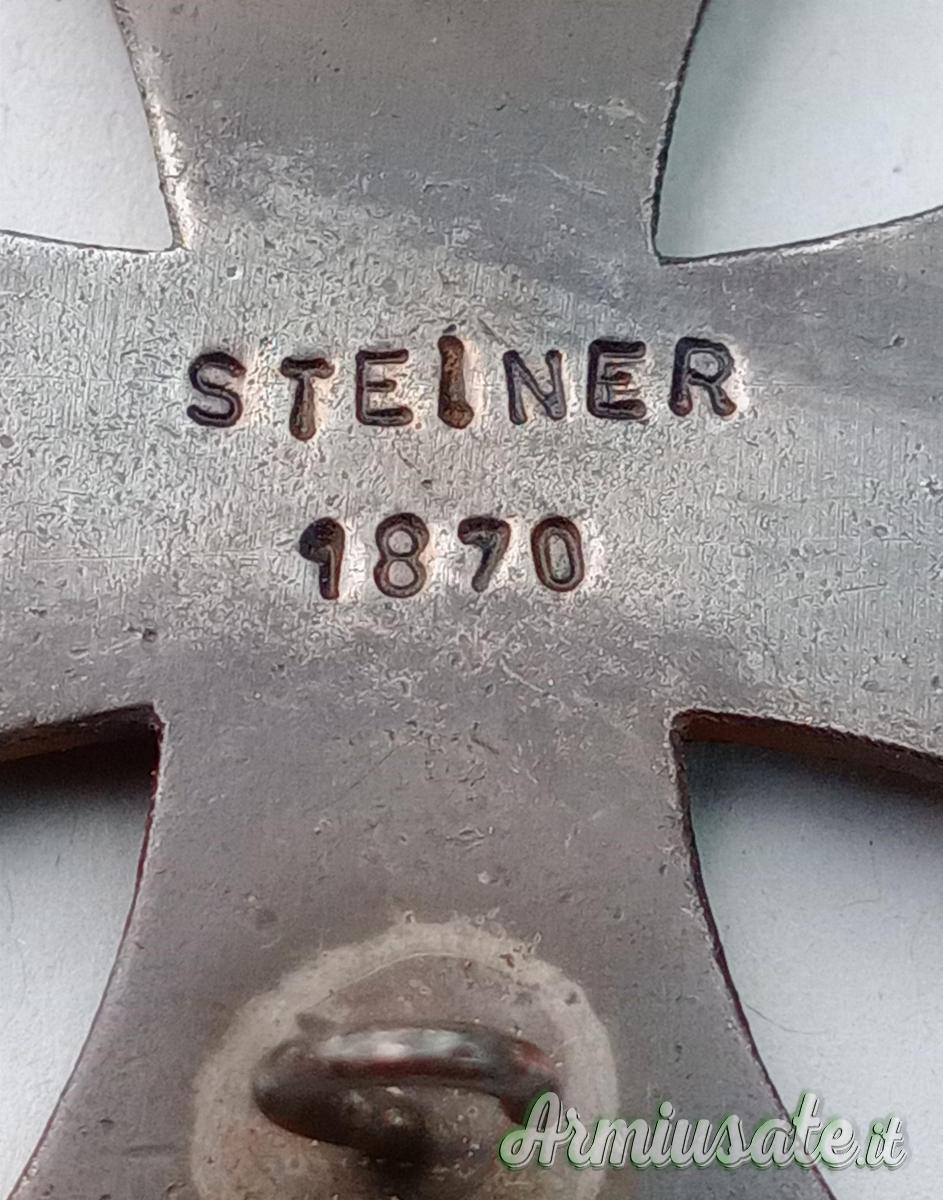 STEINER
1870
Armiusate.it